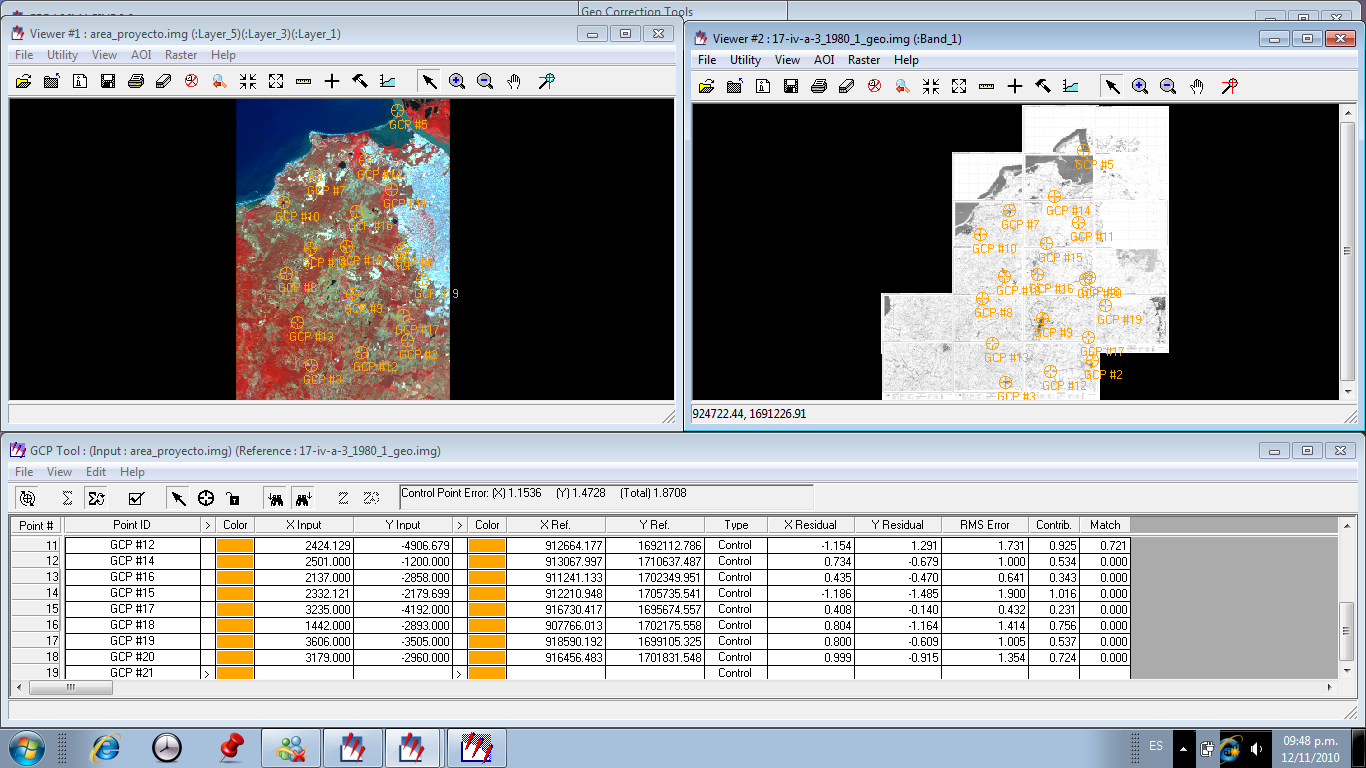 Geo Correction Tools
Viewer #1 : area_proyecto.img (:Layer_5)(:Layer_3)(:Layer_1)
File Utility View AOI Raster Help
GCP #5
GCP #7
GCP #10
GCP #8
GCP #9
GCP #17
GCP #13
GCP #2
GCP #12
GCP #3
Viewer #2 : 17-iv-a-3_1980_1_geo.img (:Band_1)
File Utility View AOI Raster Help
GCP #5
GCP #14
GCP #7
GCP #11
GCP #10
GCP #15
GCP #16
GCP #8
GCP #19
GCP #9
GCP #17
GCP #13
GCP #2
GCP #12
GCP #3
924722.44, 1691226.91
GCP Tool : (Input : area_proyecto.img) (Reference : 17-iv-a-3_1980_1_geo.img)
File View Edit Help
Σ Z
Control Point Error: (X) 1.1536 (Y) 1.4728 (Total) 1.8708
Point # Point ID > Color X Input Y Input > Color X Ref. Y Ref. Type X Residual Y Residual RMS Error Contrib. Match
11 GCP #12 2424.129 -4906.679 912664.177 1692112.786 Control -1.154 1.291 1.731 0.925 0.721
12 GCP #14 2501.000 -1200.000 913067.997 1710637.487 Control 0.734 -0.679 1.000 0.534 0.000
13 GCP #16 2137.000 -2858.000 911241.133 1702349.951 Control 0.435 -0.470 0.641 0.343 0.000
14 GCP #15 2332.121 -2179.699 912210.948 1705735.541 Control -1.186 -1.485 1.900 1.016 0.000
15 GCP #17 3235.000 -4192.000 916730.417 1695674.557 Control 0.408 -0.140 0.432 0.231 0.000
16 GCP #18 1442.000 -2893.000 907766.013 1702175.558 Control 0.804 -1.164 1.414 0.756 0.000
17 GCP #19 3606.000 -3505.000 918590.192 1699105.325 Control 0.800 -0.609 1.005 0.537 0.000
18 GCP #20 3179.000 -2960.000 916456.483 1701831.548 Control 0.999 -0.915 1.354 0.724 0.000
19 GCP #21 > > Control
ES
09:48 p.m.
12/11/2010